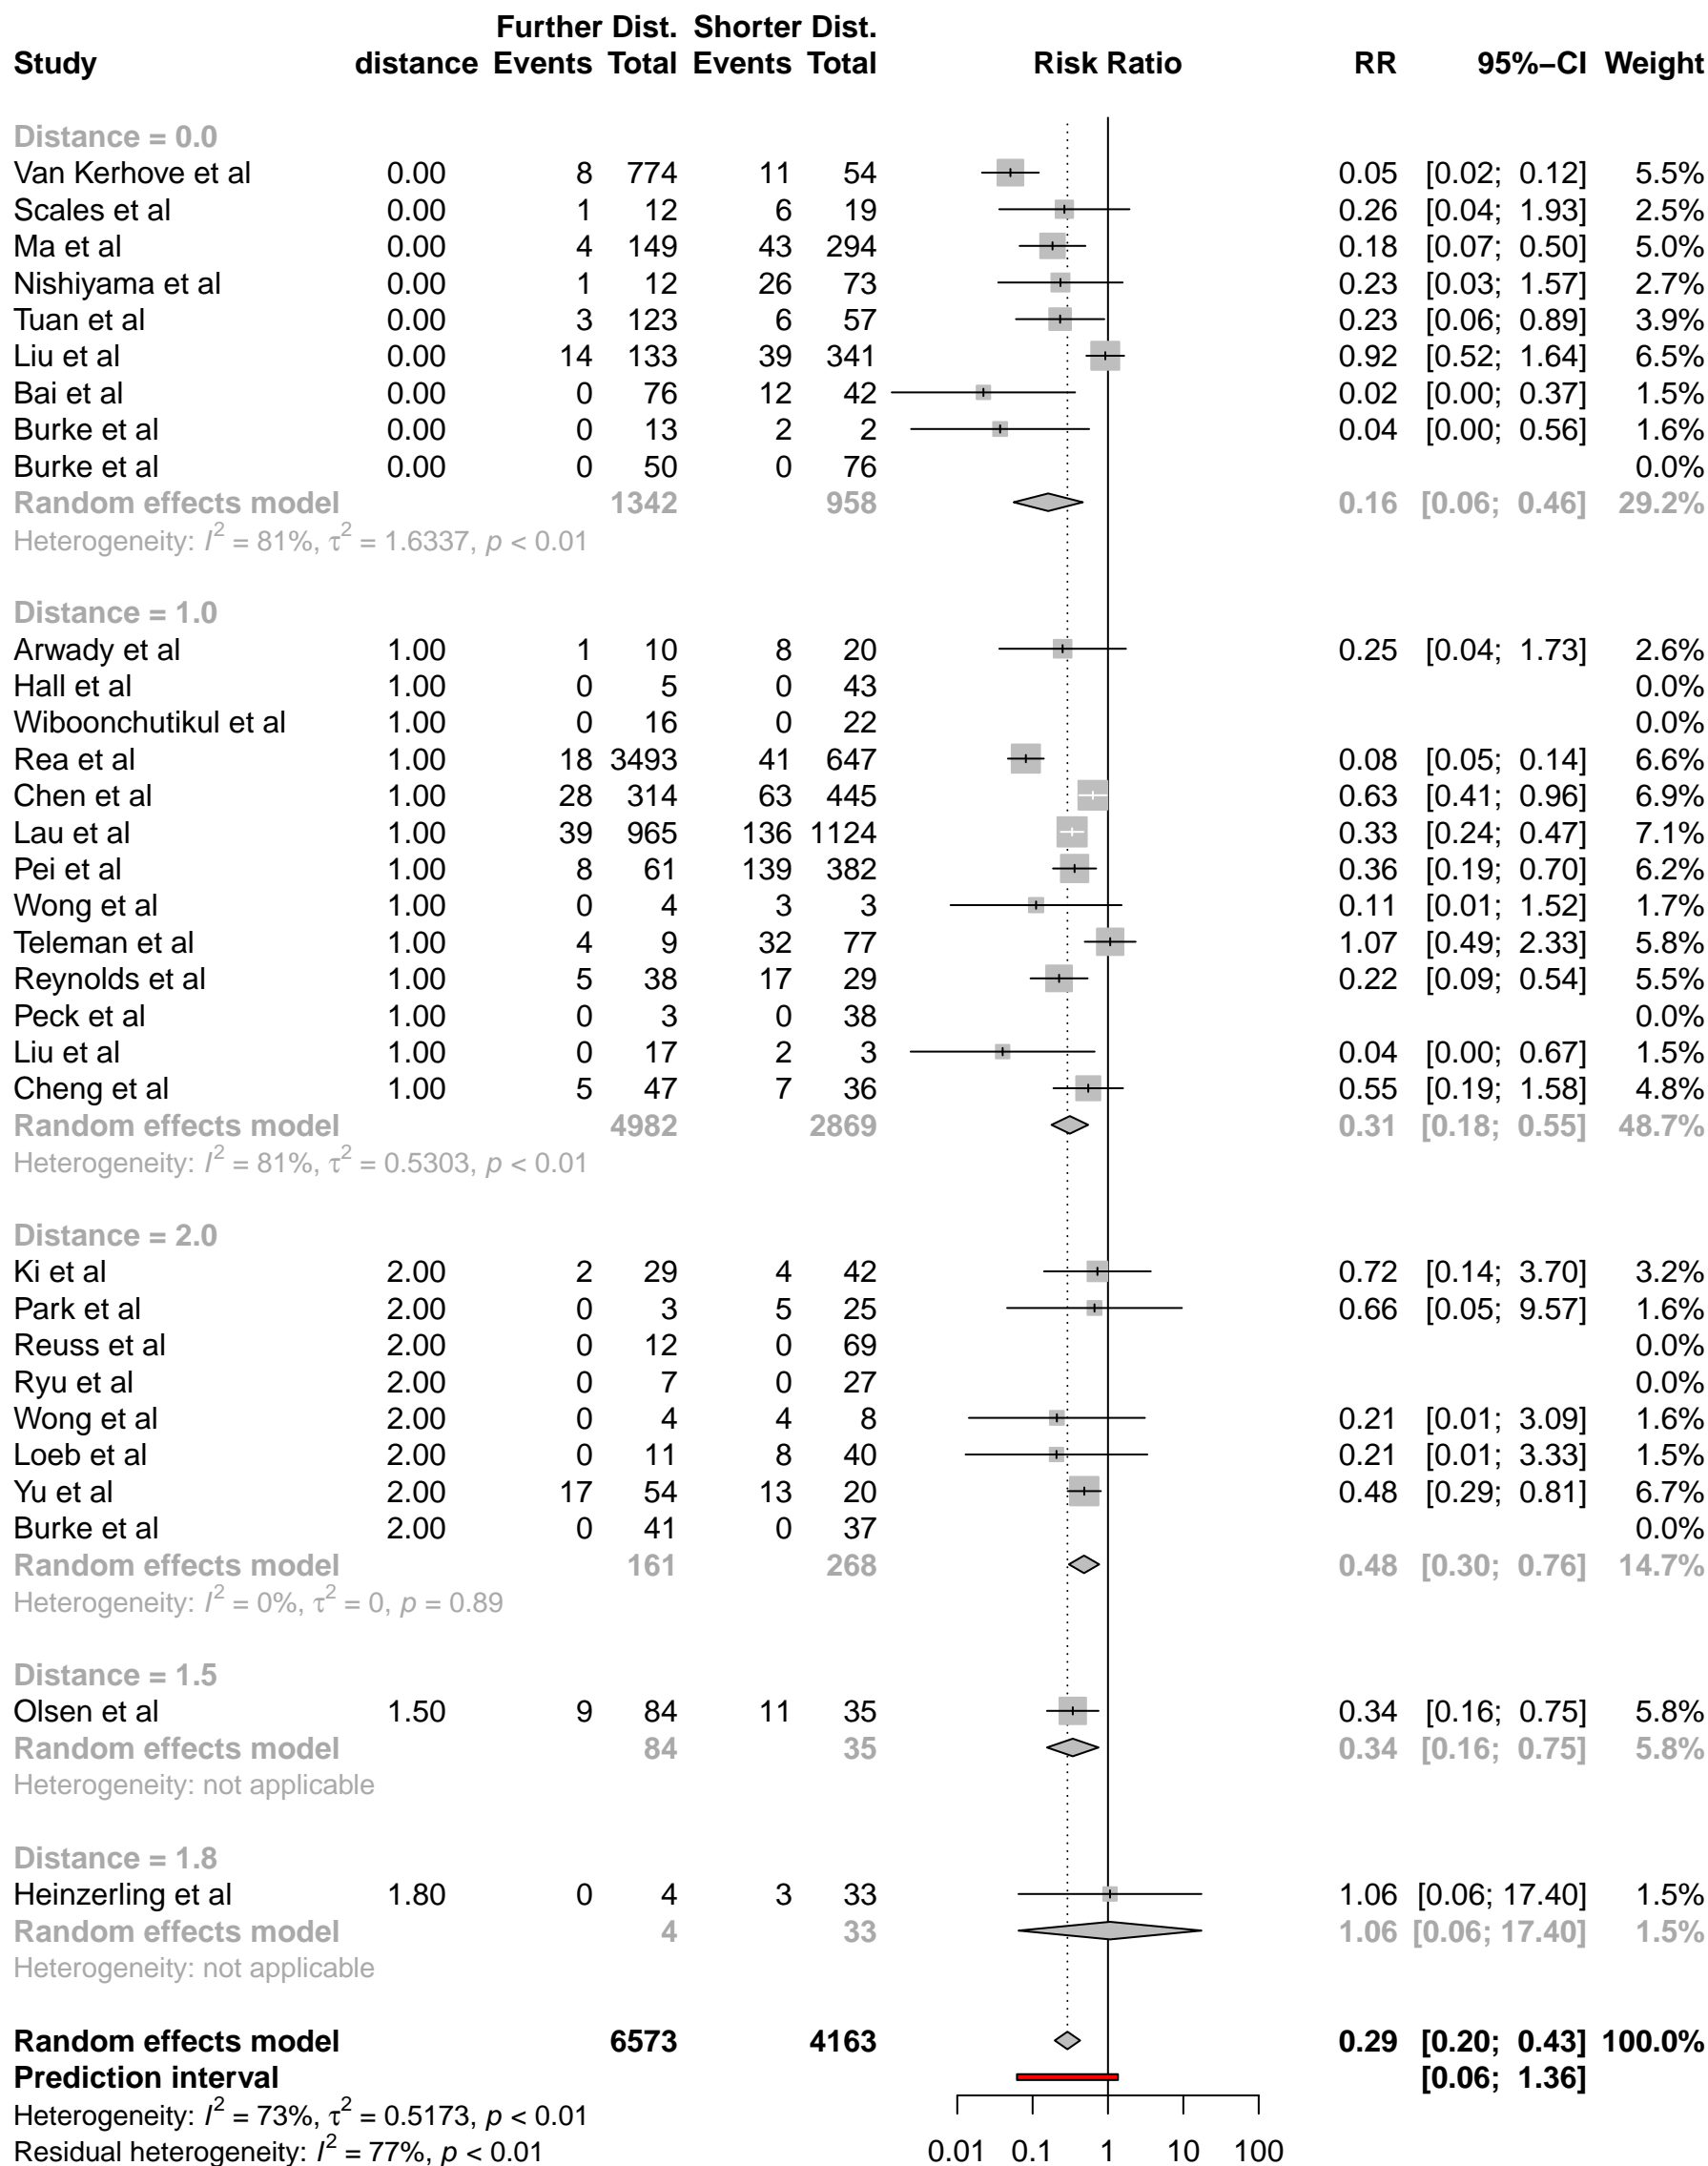 Further Dist. Shorter Dist.
Study distance Events Total Events Total Risk Ratio RR 95%–CI Weight
Distance = 0.0
Van Kerhove et al 0.00 8 774 11 54 0.05 [0.02; 0.12] 5.5%
Scales et al 0.00 1 12 6 19 0.26 [0.04; 1.93] 2.5%
Ma et al 0.00 4 149 43 294 0.18 [0.07; 0.50] 5.0%
Nishiyama et al 0.00 1 12 26 73 0.23 [0.03; 1.57] 2.7%
Tuan et al 0.00 3 123 6 57 0.23 [0.06; 0.89] 3.9%
Liu et al 0.00 14 133 39 341 0.92 [0.52; 1.64] 6.5%
Bai et al 0.00 0 76 12 42 0.02 [0.00; 0.37] 1.5%
Burke et al 0.00 0 13 2 2 0.04 [0.00; 0.56] 1.6%
Burke et al 0.00 0 50 0 76 0.0%
Random effects model 1342 958 0.16 [0.06; 0.46] 29.2%
Heterogeneity: I² = 81%, τ² = 1.6337, p < 0.01
Distance = 1.0
Arwady et al 1.00 1 10 8 20 0.25 [0.04; 1.73] 2.6%
Hall et al 1.00 0 5 0 43 0.0%
Wiboonchutikul et al 1.00 0 16 0 22 0.0%
Rea et al 1.00 18 3493 41 647 0.08 [0.05; 0.14] 6.6%
Chen et al 1.00 28 314 63 445 0.63 [0.41; 0.96] 6.9%
Lau et al 1.00 39 965 136 1124 0.33 [0.24; 0.47] 7.1%
Pei et al 1.00 8 61 139 382 0.36 [0.19; 0.70] 6.2%
Wong et al 1.00 0 4 3 3 0.11 [0.01; 1.52] 1.7%
Teleman et al 1.00 4 9 32 77 1.07 [0.49; 2.33] 5.8%
Reynolds et al 1.00 5 38 17 29 0.22 [0.09; 0.54] 5.5%
Peck et al 1.00 0 3 0 38 0.0%
Liu et al 1.00 0 17 2 3 0.04 [0.00; 0.67] 1.5%
Cheng et al 1.00 5 47 7 36 0.55 [0.19; 1.58] 4.8%
Random effects model 4982 2869 0.31 [0.18; 0.55] 48.7%
Heterogeneity: I² = 81%, τ² = 0.5303, p < 0.01
Distance = 2.0
Ki et al 2.00 2 29 4 42 0.72 [0.14; 3.70] 3.2%
Park et al 2.00 0 3 5 25 0.66 [0.05; 9.57] 1.6%
Reuss et al 2.00 0 12 0 69 0.0%
Ryu et al 2.00 0 7 0 27 0.0%
Wong et al 2.00 0 4 4 8 0.21 [0.01; 3.09] 1.6%
Loeb et al 2.00 0 11 8 40 0.21 [0.01; 3.33] 1.5%
Yu et al 2.00 17 54 13 20 0.48 [0.29; 0.81] 6.7%
Burke et al 2.00 0 41 0 37 0.0%
Random effects model 161 268 0.48 [0.30; 0.76] 14.7%
Heterogeneity: I² = 0%, τ² = 0, p = 0.89
Distance = 1.5
Olsen et al 1.50 9 84 11 35 0.34 [0.16; 0.75] 5.8%
Random effects model 84 35 0.34 [0.16; 0.75] 5.8%
Heterogeneity: not applicable
Distance = 1.8
Heinzerling et al 1.80 0 4 3 33 1.06 [0.06; 17.40] 1.5%
Random effects model 4 33 1.06 [0.06; 17.40] 1.5%
Heterogeneity: not applicable
Random effects model 6573 4163 0.29 [0.20; 0.43] 100.0%
Prediction interval [0.06; 1.36]
Heterogeneity: I² = 73%, τ² = 0.5173, p < 0.01
Residual heterogeneity: I² = 77%, p < 0.01 0.01 0.1 1 10 100